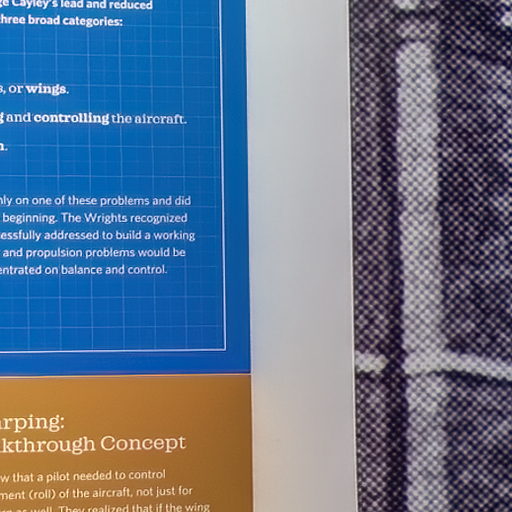 Cayley's lead and reduced
three broad categories:
or wings.
and controlling the aircraft.
only on one of these problems and did
beginning. The Wrights recognized
essfully addressed to build a working
and propulsion problems would be
entrated on balance and control.
arping:
kthrough Concept
w that a pilot needed to control
ment (roll) of the aircraft, not just for
as well. They realized that if the wing